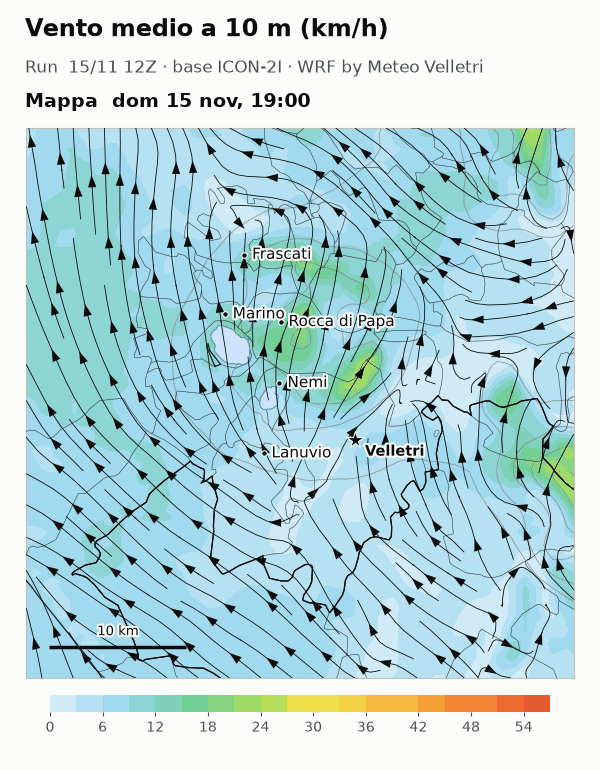 Vento medio a 10 m (km/h)
Run  15/11 12Z · base ICON-2I · WRF by Meteo Velletri
Mappa  dom 15 nov, 19:00
Frascati
Marino
Rocca di Papa
Nemi
Velletri
Lanuvio
10 km
0 6 12 18 24 30 36 42 48 54